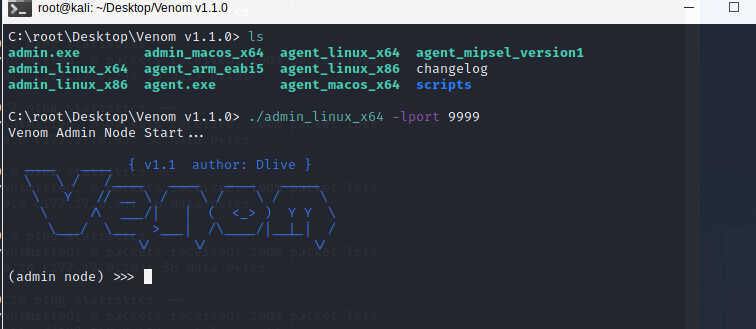 root@kali: ~/Desktop/Venom v1.1.0
C:\root\Desktop\Venom v1.1.0> ls
admin.exe admin_macos_x64 agent_linux_x64 agent_mipsel_version1
admin_linux_x64 agent_arm_eabi5 agent_linux_x86 changelog
admin_linux_x86 agent.exe agent_macos_x64 scripts
C:\root\Desktop\Venom v1.1.0> ./admin_linux_x64 -lport 9999
Venom Admin Node Start...
{ v1.1 author: Dlive }
(admin node) >>>